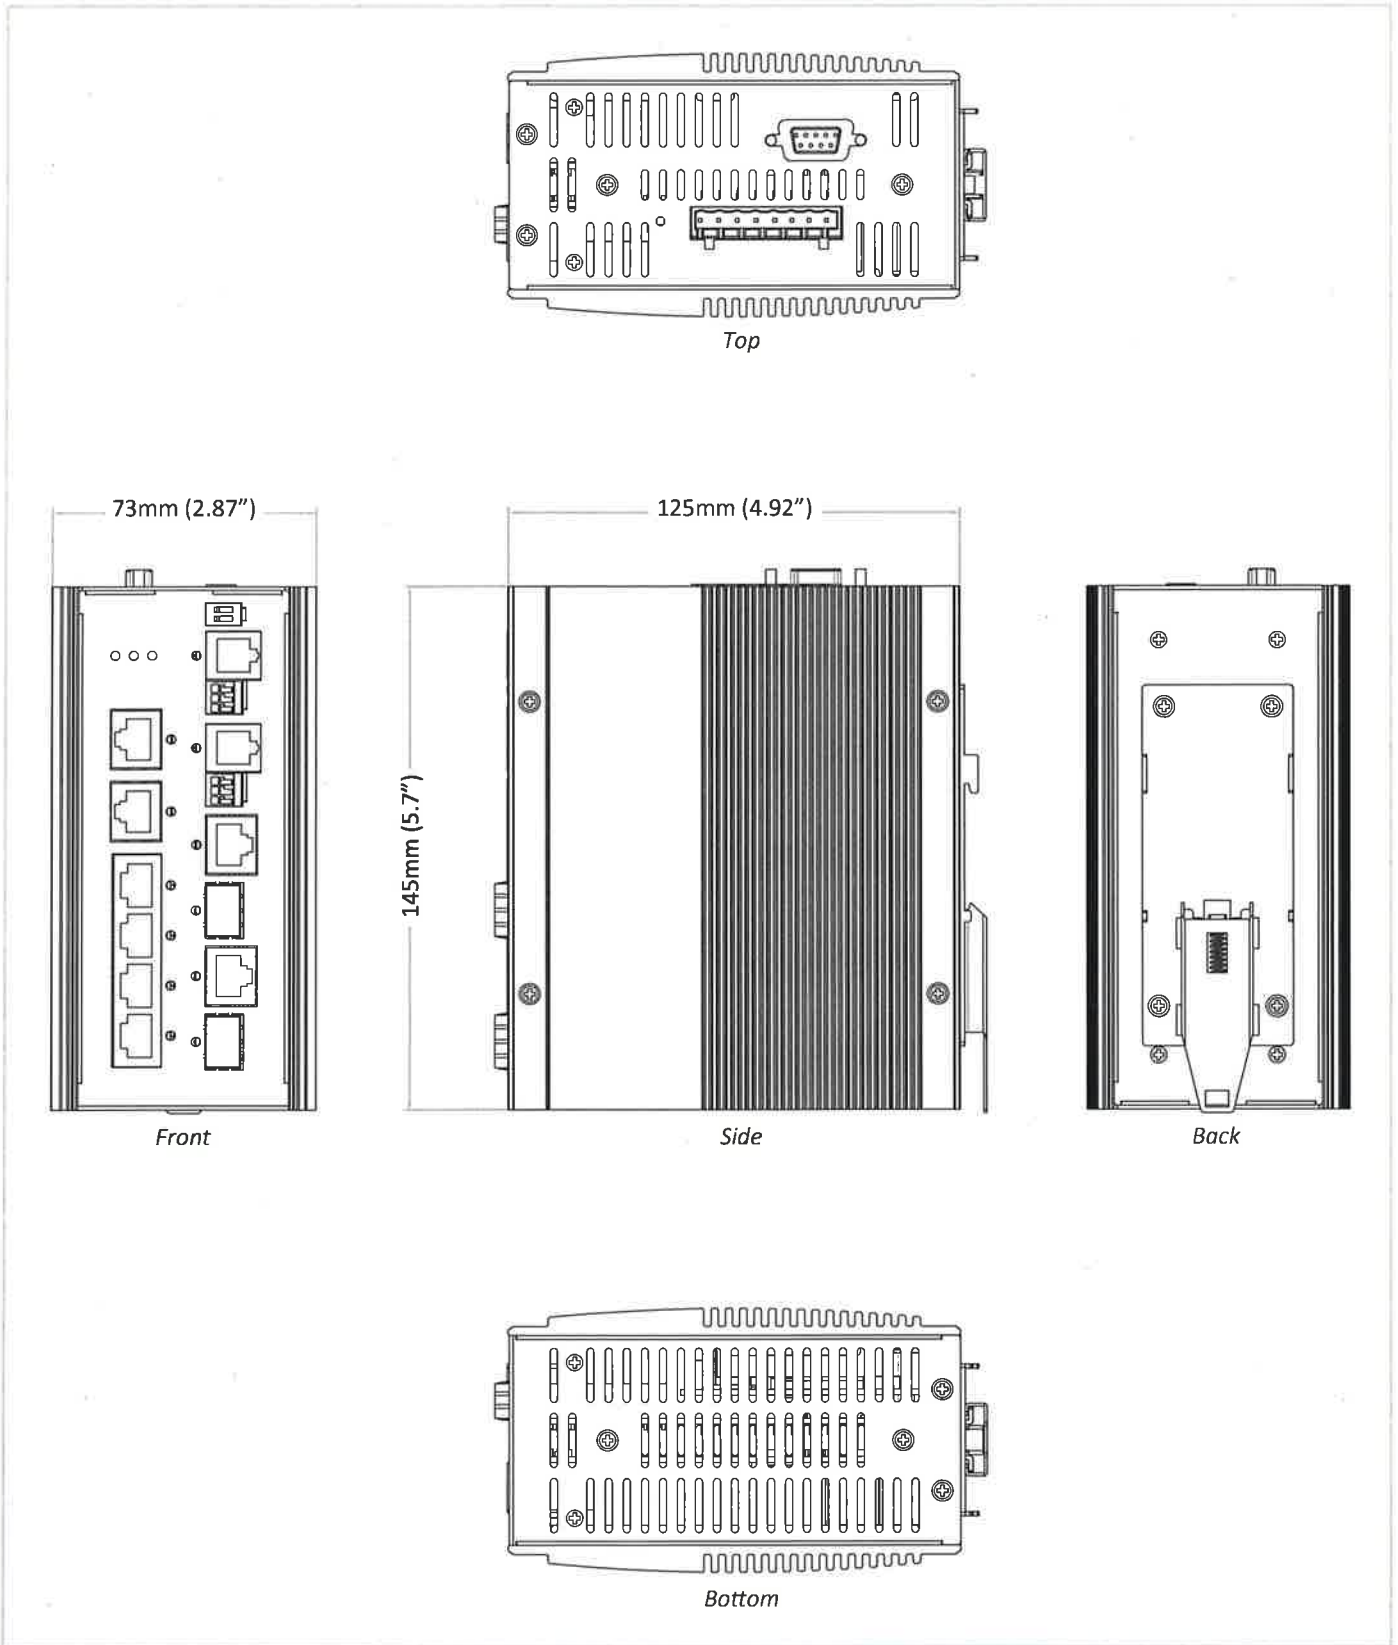 Top
73mm (2.87”)
125mm (4.92”)
145mm (5.7”)
Front
Side
Back
Bottom